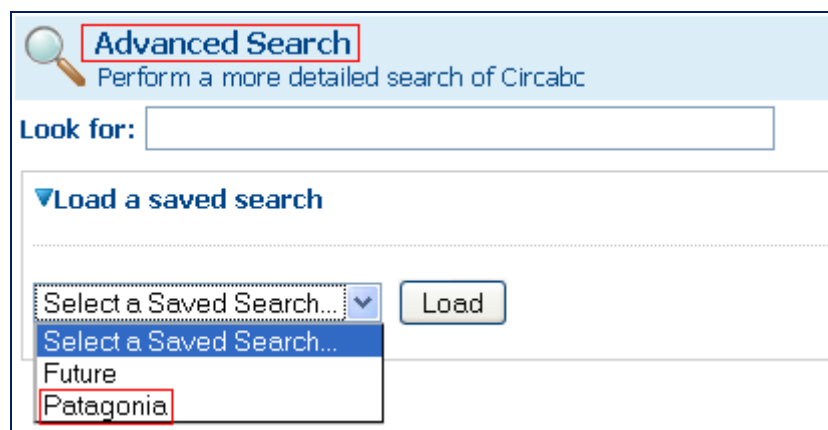 Advanced Search
Perform a more detailed search of Circabc
Look for:
Load a saved search
Select a Saved Search... Load
Select a Saved Search...
Future
Patagonia